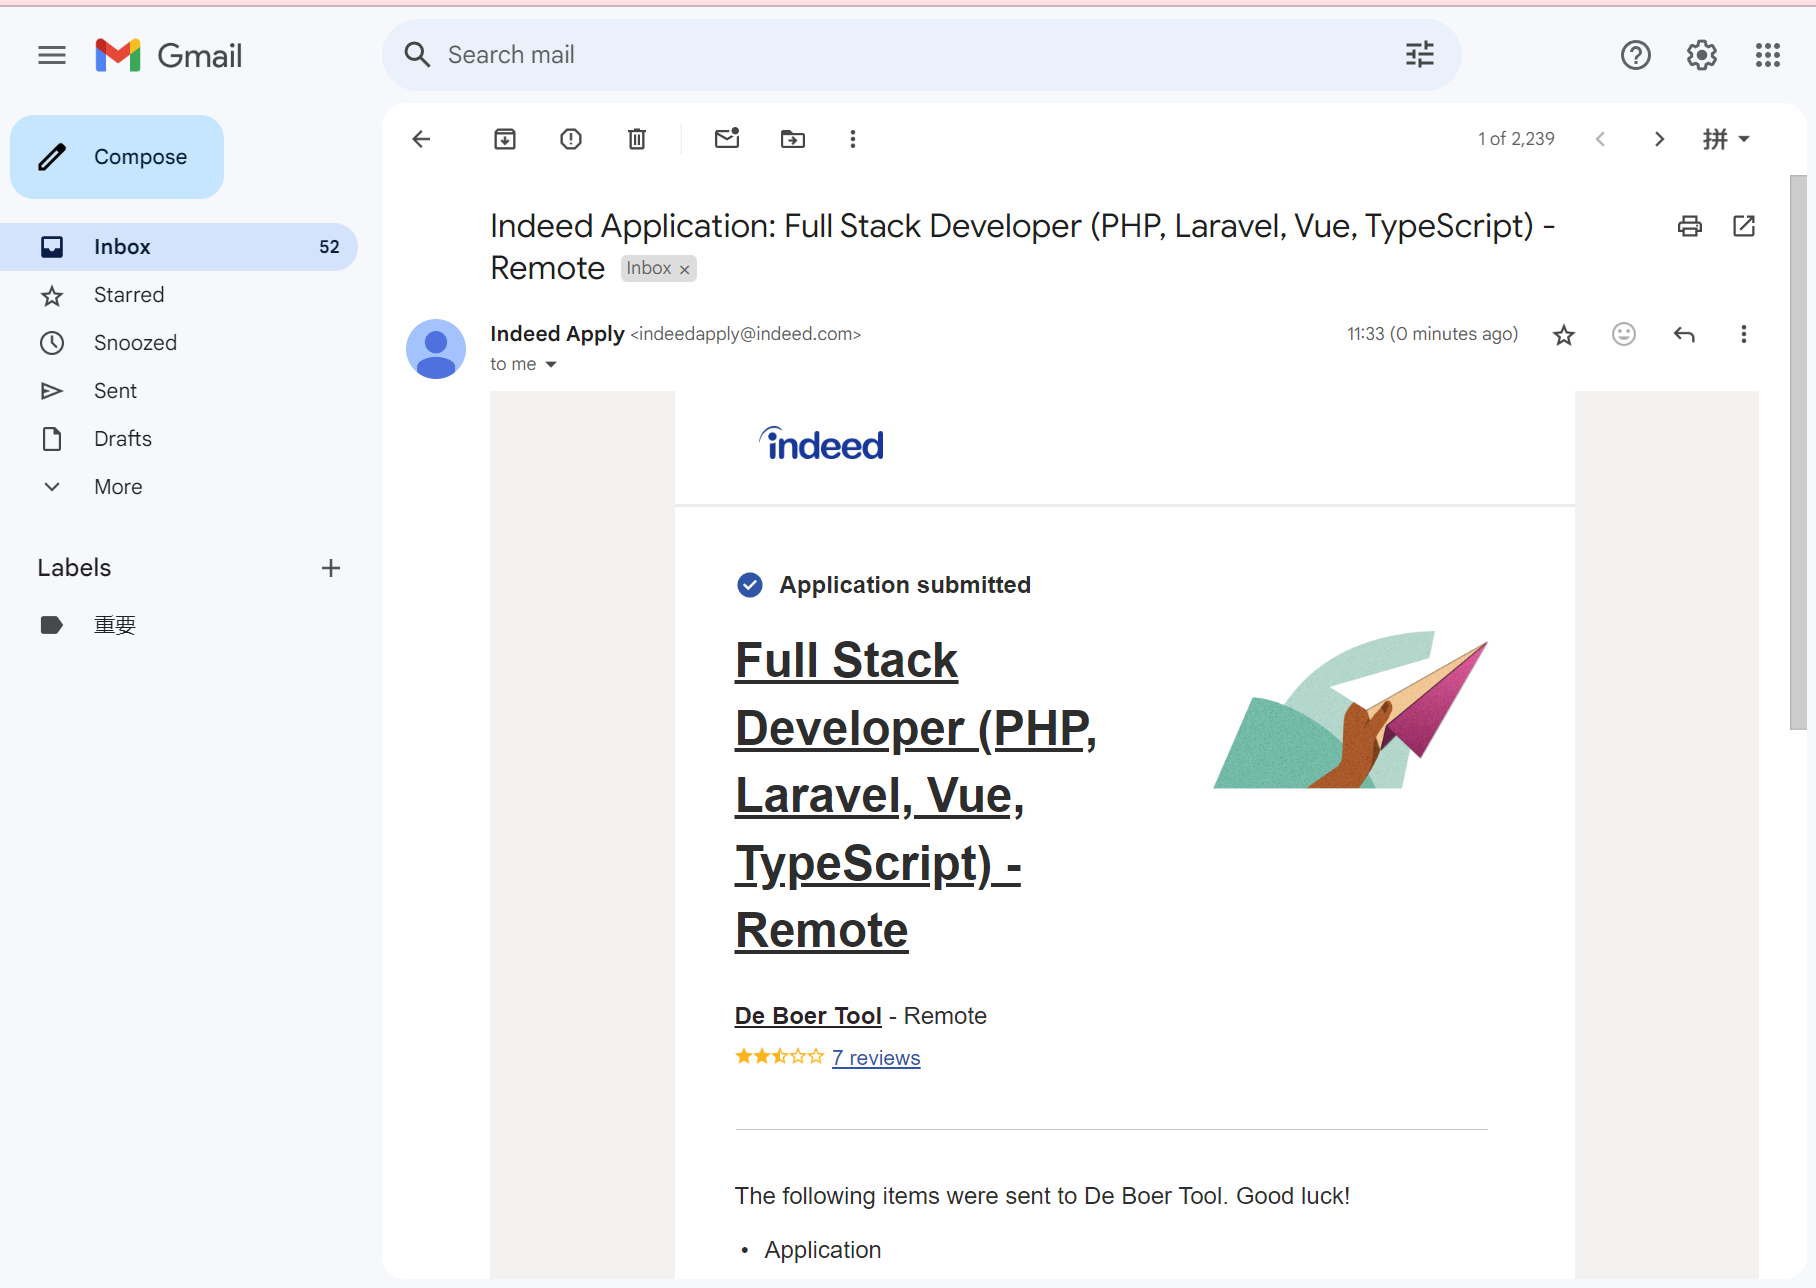 Gmail
Search mail
Compose
Inbox 52
Starred
Snoozed
Sent
Drafts
More
Labels
重要
1 of 2,239
拼
Indeed Application: Full Stack Developer (PHP, Laravel, Vue, TypeScript) -
Remote Inbox ×
Indeed Apply <indeedapply@indeed.com>
11:33 (0 minutes ago)
to me
indeed
Application submitted
Full Stack
Developer (PHP,
Laravel, Vue,
TypeScript) -
Remote
De Boer Tool - Remote
7 reviews
The following items were sent to De Boer Tool. Good luck!
• Application